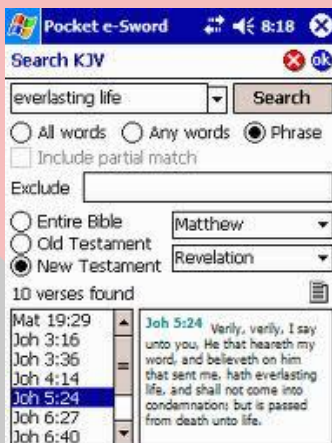 Pocket e-Sword 8:18
Search KJV ok
everlasting life Search
All words Any words Phrase
Include partial match
Exclude
Entire Bible Matthew
Old Testament
New Testament Revelation
10 verses found
Mat 19:29
Joh 3:16
Joh 3:36
Joh 4:14
Joh 5:24
Joh 6:27
Joh 6:40
Joh 5:24 Verily, verily, I say
unto you, He that heareth my
word, and believeth on him
that sent me, hath everlasting
life, and shall not come into
condemnation; but is passed
from death unto life.